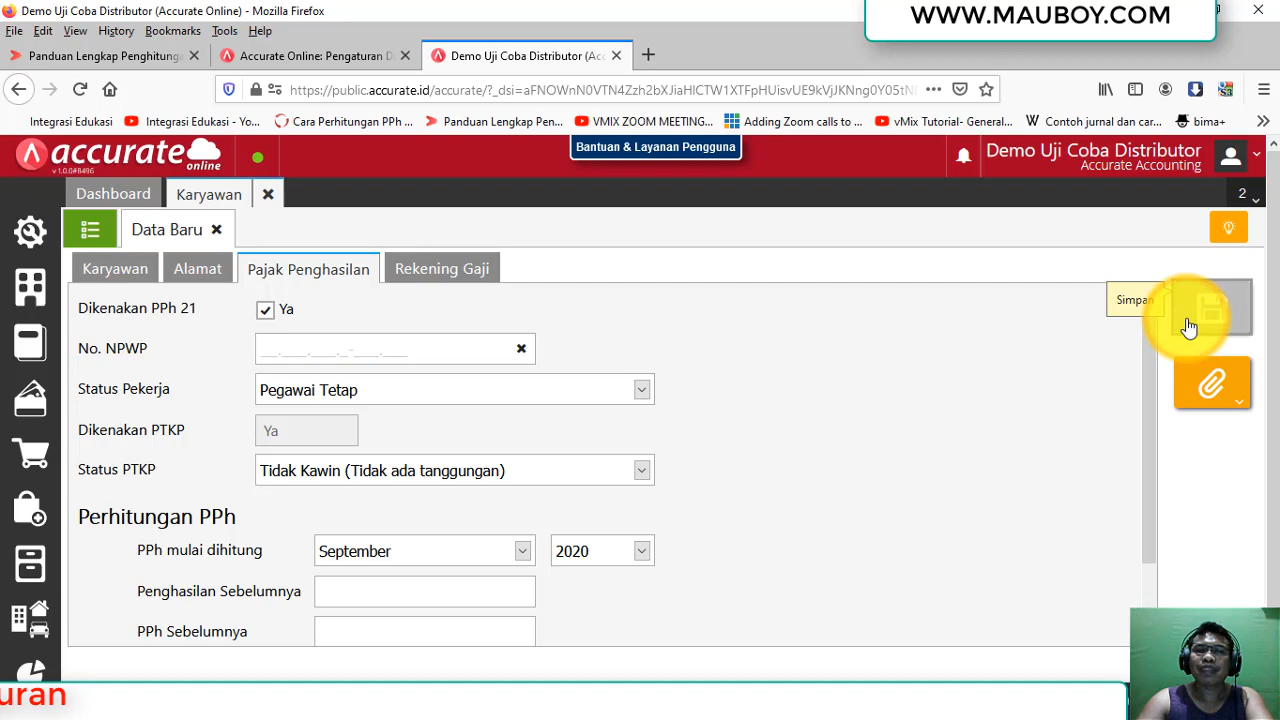 Demo Uji Coba Distributor (Accurate Online) - Mozilla Firefox
WWW.MAUBOY.COM
File Edit View History Bookmarks Tools Help
Panduan Lengkap Penghitunga
Accurate Online: Pengaturan D
Demo Uji Coba Distributor (Acc
https://public.accurate.id/accurate/?_dsi=aFNOWnN0VTN4Zzh2bXJiaHlCTW1XTFpHUisvUE9kVjJKNng0Y05tN
Integrasi Edukasi
Integrasi Edukasi - Yo...
Cara Perhitungan PPh ...
Panduan Lengkap Pen...
VMIX ZOOM MEETING...
Adding Zoom calls to ...
vMix Tutorial- General...
Contoh jurnal dan car...
bima+
accurate
online
v 1.0.0#8496
Bantuan & Layanan Pengguna
Demo Uji Coba Distributor
Accurate Accounting
Dashboard
Karyawan
2
Data Baru
Karyawan
Alamat
Pajak Penghasilan
Rekening Gaji
Dikenakan PPh 21
Ya
Simpan
No. NPWP
Status Pekerja
Pegawai Tetap
Dikenakan PTKP
Ya
Status PTKP
Tidak Kawin (Tidak ada tanggungan)
Perhitungan PPh
PPh mulai dihitung
September
2020
Penghasilan Sebelumnya
PPh Sebelumnya
uran